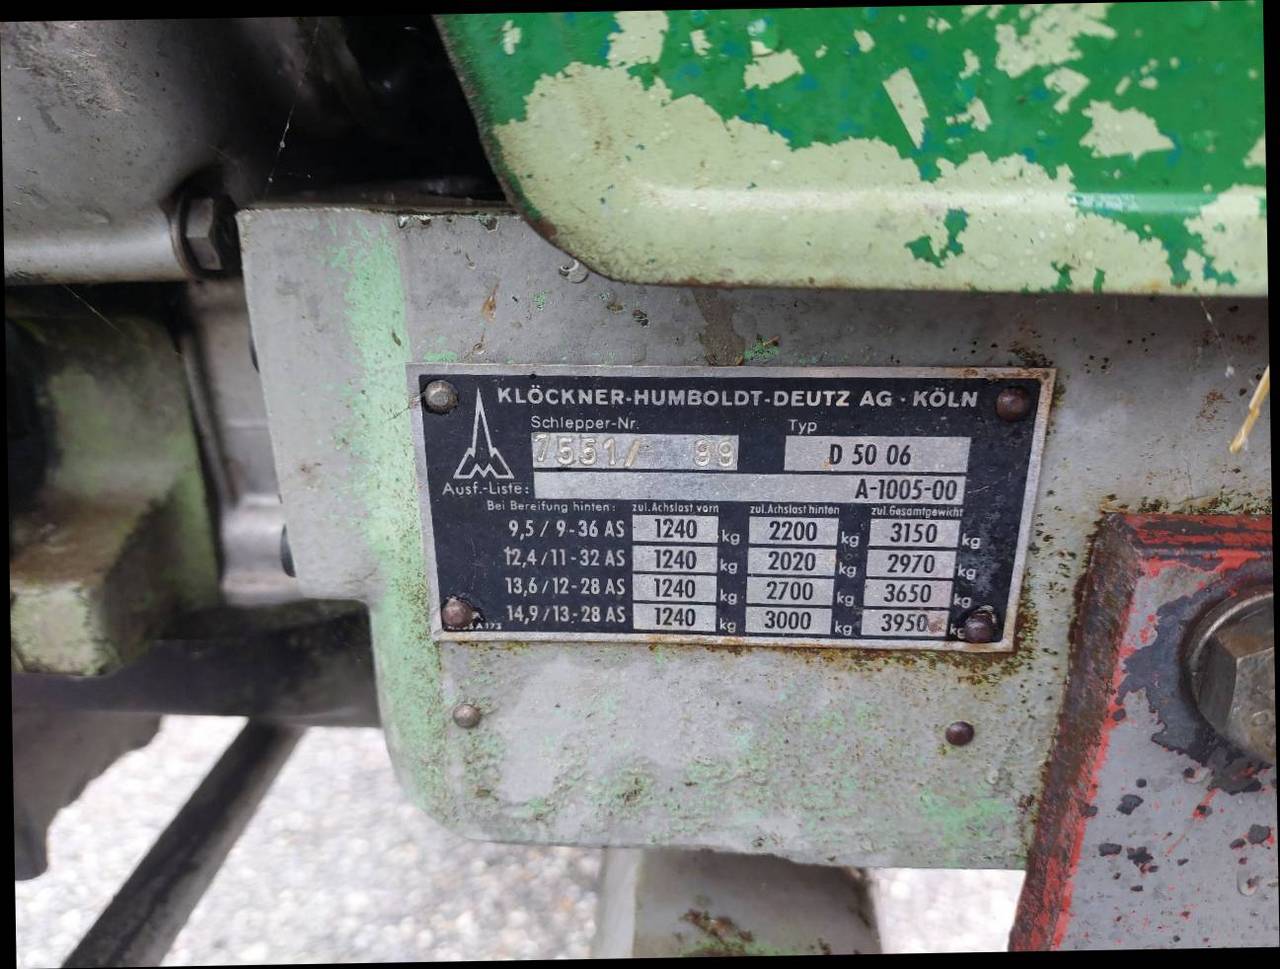 KLÖCKNER-HUMBOLDT-DEUTZ AG · KÖLN
Schlepper-Nr. Typ
7551/ 99 D 50 06
Ausf.-Liste: A-1005-00
Bei Bereifung hinten: zul.Achslast vorn zul.Achslast hinten zul.Gesamtgewicht
9,5 / 9-36 AS 1240 kg 2200 kg 3150 kg
12,4/11-32 AS 1240 kg 2020 kg 2970 kg
13,6/12-28 AS 1240 kg 2700 kg 3650 kg
14,9/13-28 AS 1240 kg 3000 kg 3950 kg